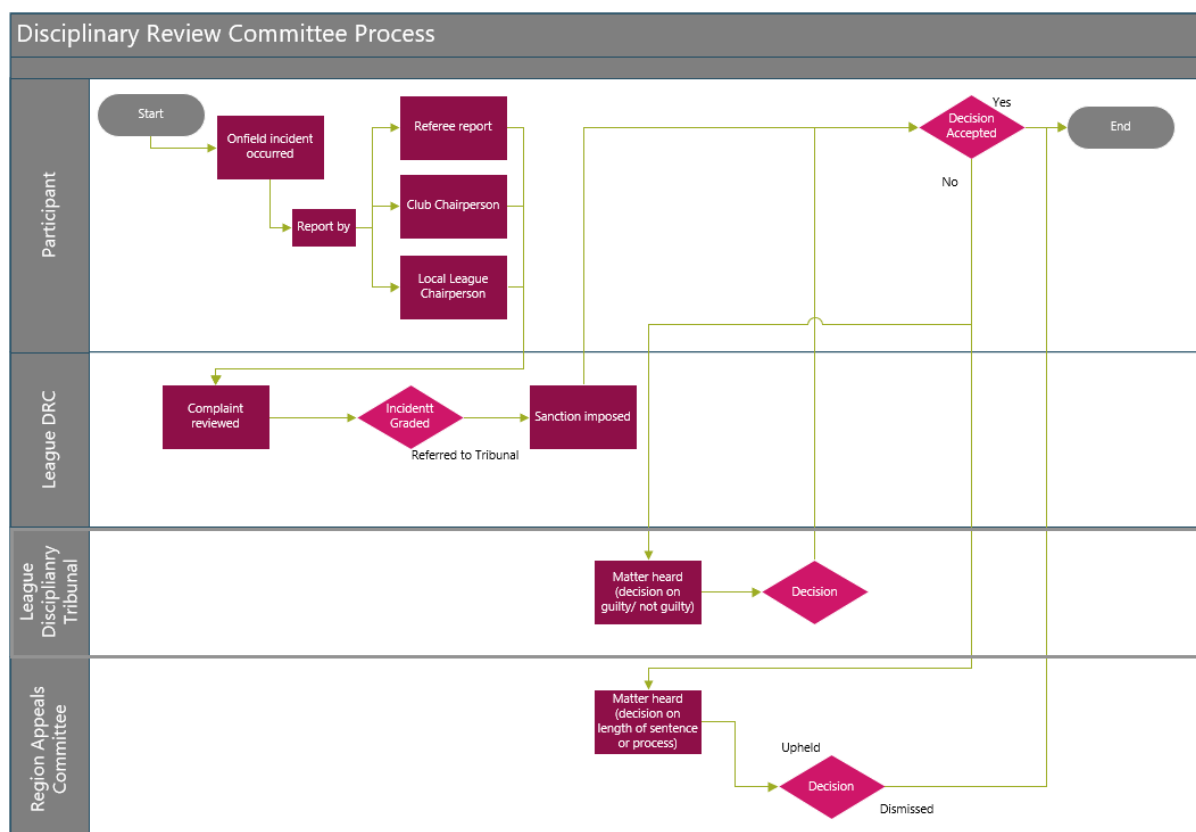 Disciplinary Review Committee Process
Participant
Start
Onfield incident
occurred
Report by
Referee report
Club Chairperson
Local League
Chairperson
Decision
Accepted
Yes
No
End
League DRC
Complaint
reviewed
Incidentt
Graded
Referred to Tribunal
Sanction imposed
League
Disciplianry
Tribunal
Matter heard
(decision on
guilty/ not guilty)
Decision
Region Appeals
Committee
Matter heard
(decision on
length of sentence
or process)
Upheld
Decision
Dismissed